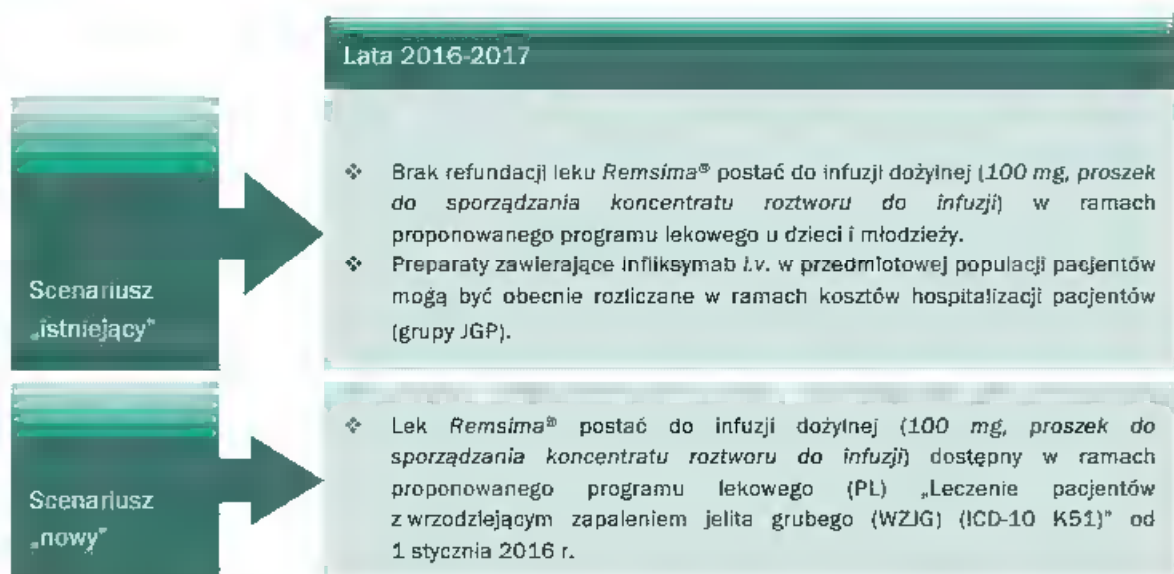 Lata 2016-2017
Scenariusz
„istniejący”
❖ Brak refundacji leku Remsima® postać do infuzji dożylnej (100 mg, proszek
do sporządzania koncentratu roztworu do infuzji) w ramach
proponowanego programu lekowego u dzieci i młodzieży.
❖ Preparaty zawierające infliksymab i.v. w przedmiotowej populacji pacjentów
mogą być obecnie rozliczane w ramach kosztów hospitalizacji pacjentów
(grupy JGP).
Scenariusz
„nowy”
❖ Lek Remsima® postać do infuzji dożylnej (100 mg, proszek do
sporządzania koncentratu roztworu do infuzji) dostępny w ramach
proponowanego programu lekowego (PL) „Leczenie pacjentów
z wrzodziejącym zapaleniem jelita grubego (WZJG) (ICD-10 K51)” od
1 stycznia 2016 r.